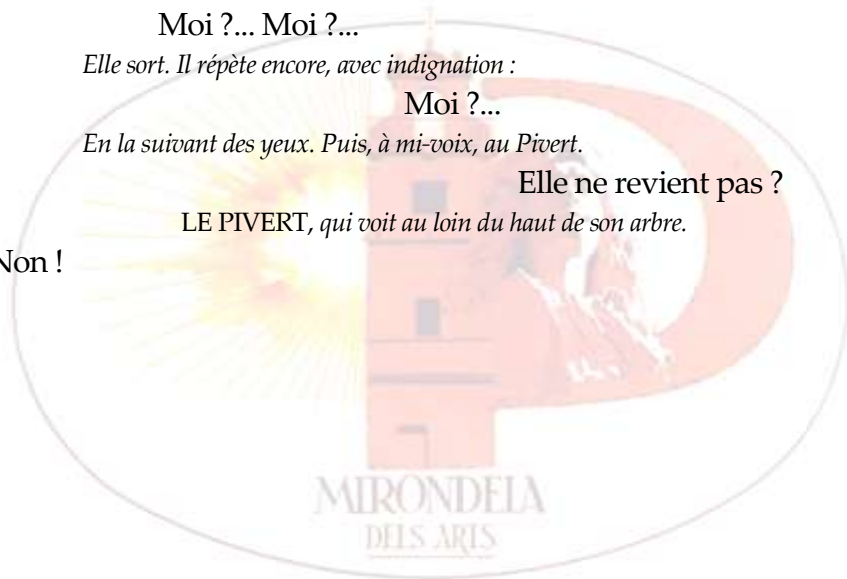 Moi ?... Moi ?...
Elle sort. Il répète encore, avec indignation :
Moi ?...
En la suivant des yeux. Puis, à mi-voix, au Pivert.
Elle ne revient pas ?
LE PIVERT, qui voit au loin du haut de son arbre.
Non !
MIRONDELA
DELS ARTS